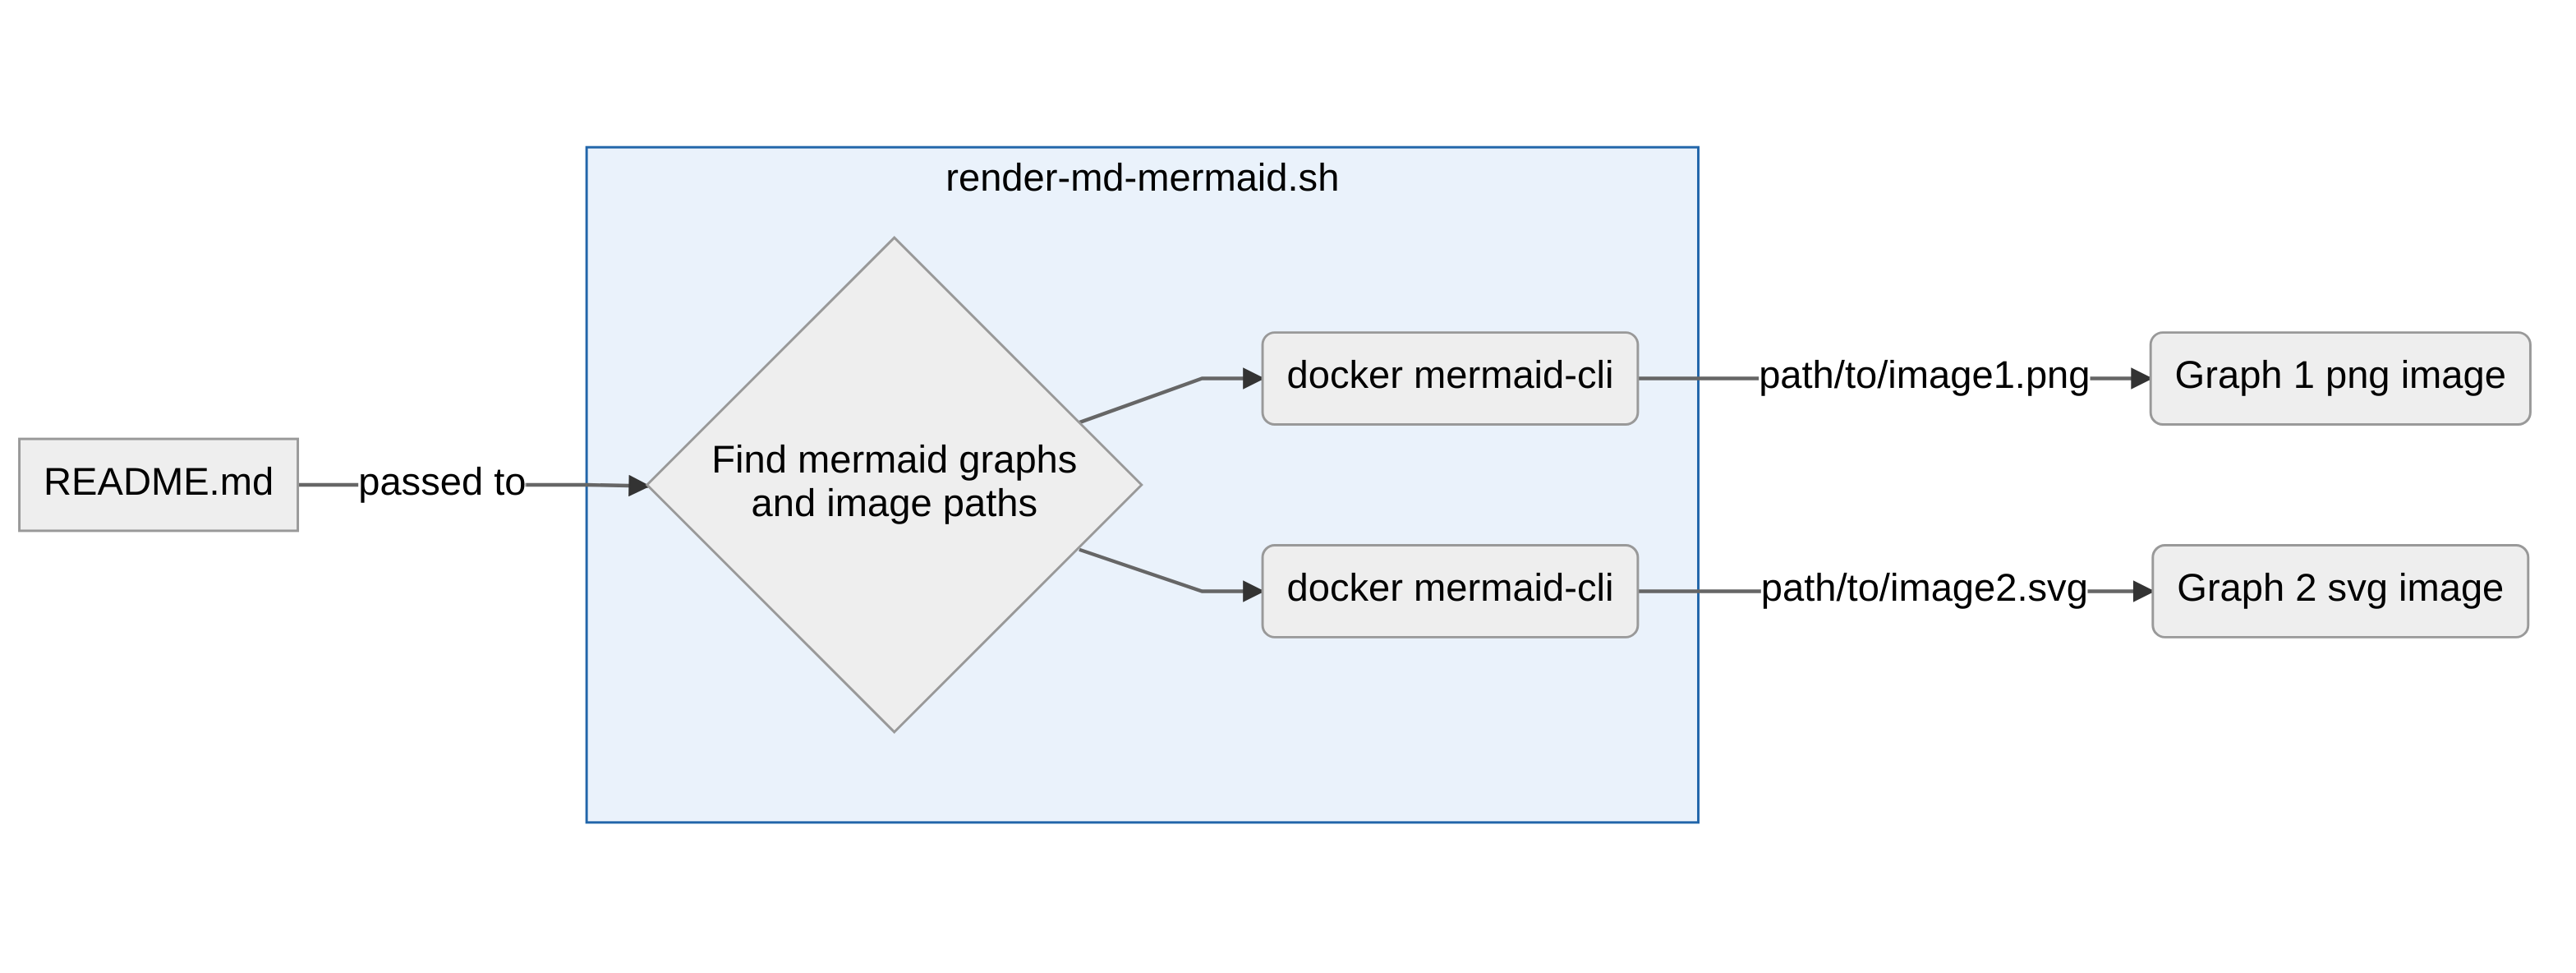 render-md-mermaid.sh
README.md
passed to
Find mermaid graphs
and image paths
docker mermaid-cli
path/to/image1.png
Graph 1 png image
docker mermaid-cli
path/to/image2.svg
Graph 2 svg image